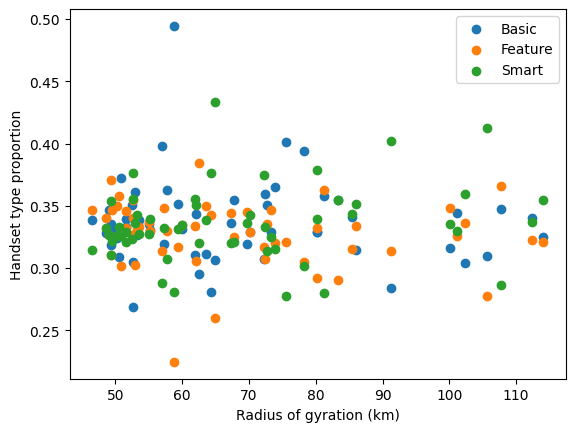 0.50
0.45
0.40
0.35
0.30
0.25
Handset type proportion
Basic
Feature
Smart
50 60 70 80 90 100 110
Radius of gyration (km)